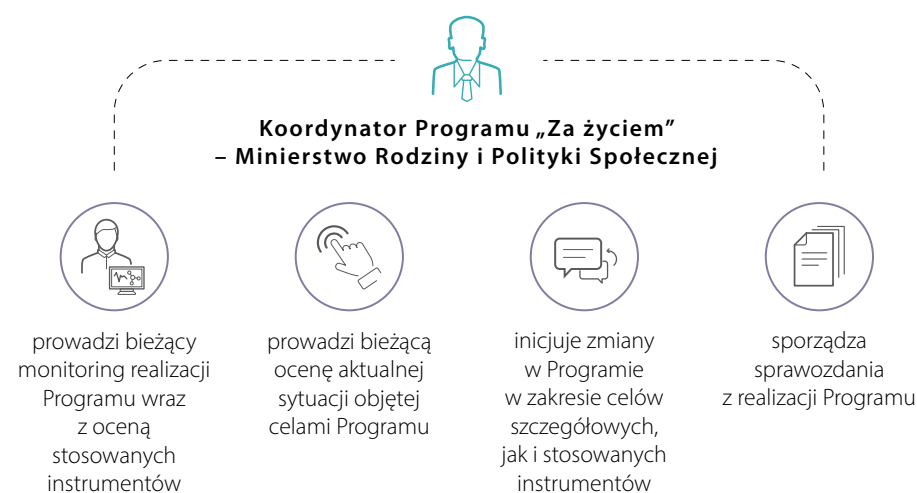 Koordynator Programu „Za życiem”
– Minierstwo Rodziny i Polityki Społecznej
prowadzi bieżący
monitoring realizacji
Programu wraz
z oceną
stosowanych
instrumentów
prowadzi bieżącą
ocenę aktualnej
sytuacji objętej
celami Programu
inicjuje zmiany
w Programie
w zakresie celów
szczegółowych,
jak i stosowanych
instrumentów
sporządza
sprawozdania
z realizacji Programu